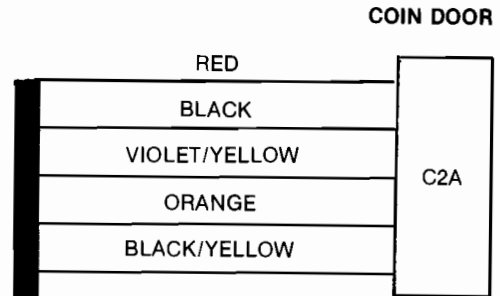 COIN DOOR
RED
BLACK
VIOLET/YELLOW
C2A
ORANGE
BLACK/YELLOW